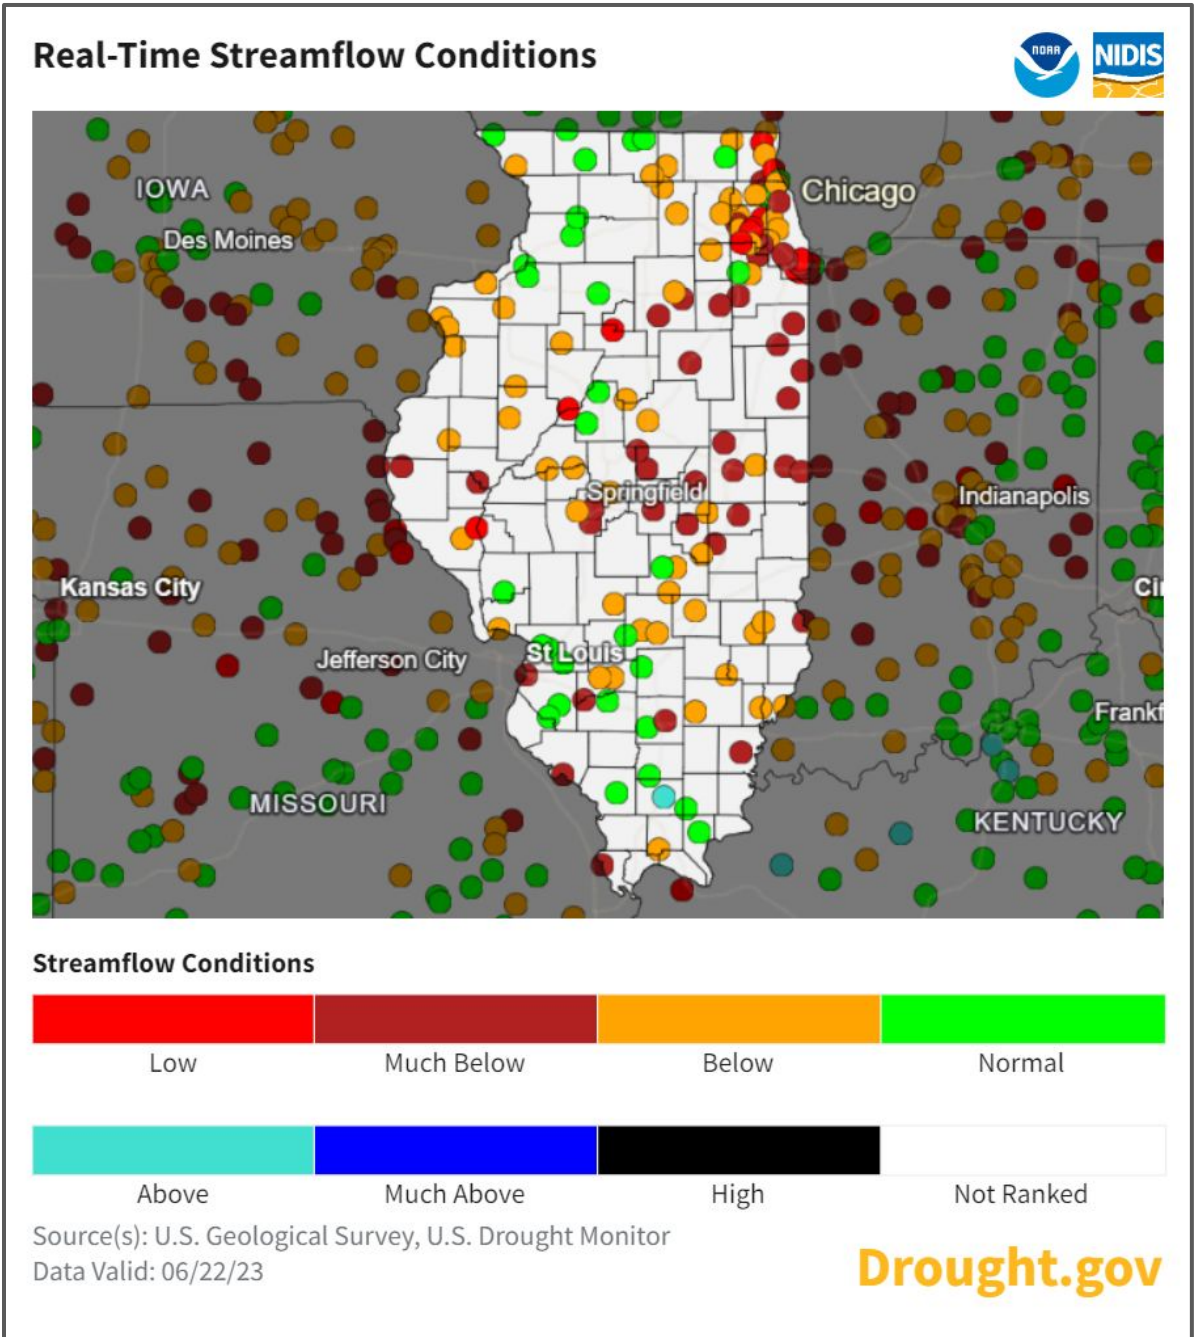 Real-Time Streamflow Conditions
NOAA
NIDIS
IOWA
Chicago
Des Moines
Springfield
Indianapolis
Kansas City
Jefferson City
St Louis
MISSOURI
KENTUCKY
Streamflow Conditions
Low Much Below Below Normal
Above Much Above High Not Ranked
Source(s): U.S. Geological Survey, U.S. Drought Monitor
Data Valid: 06/22/23
Drought.gov